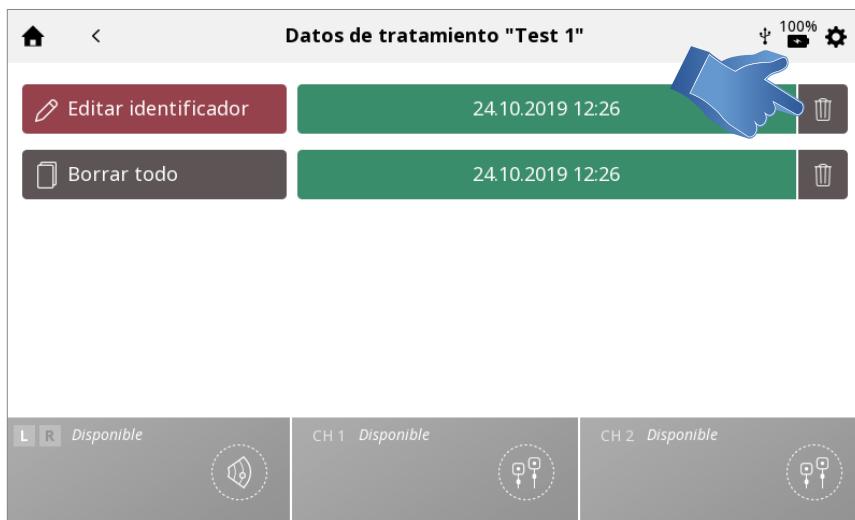 Datos de tratamiento "Test 1"
100%
Editar identificador
24.10.2019 12:26
Borrar todo
24.10.2019 12:26
L R Disponible
CH 1 Disponible
CH 2 Disponible